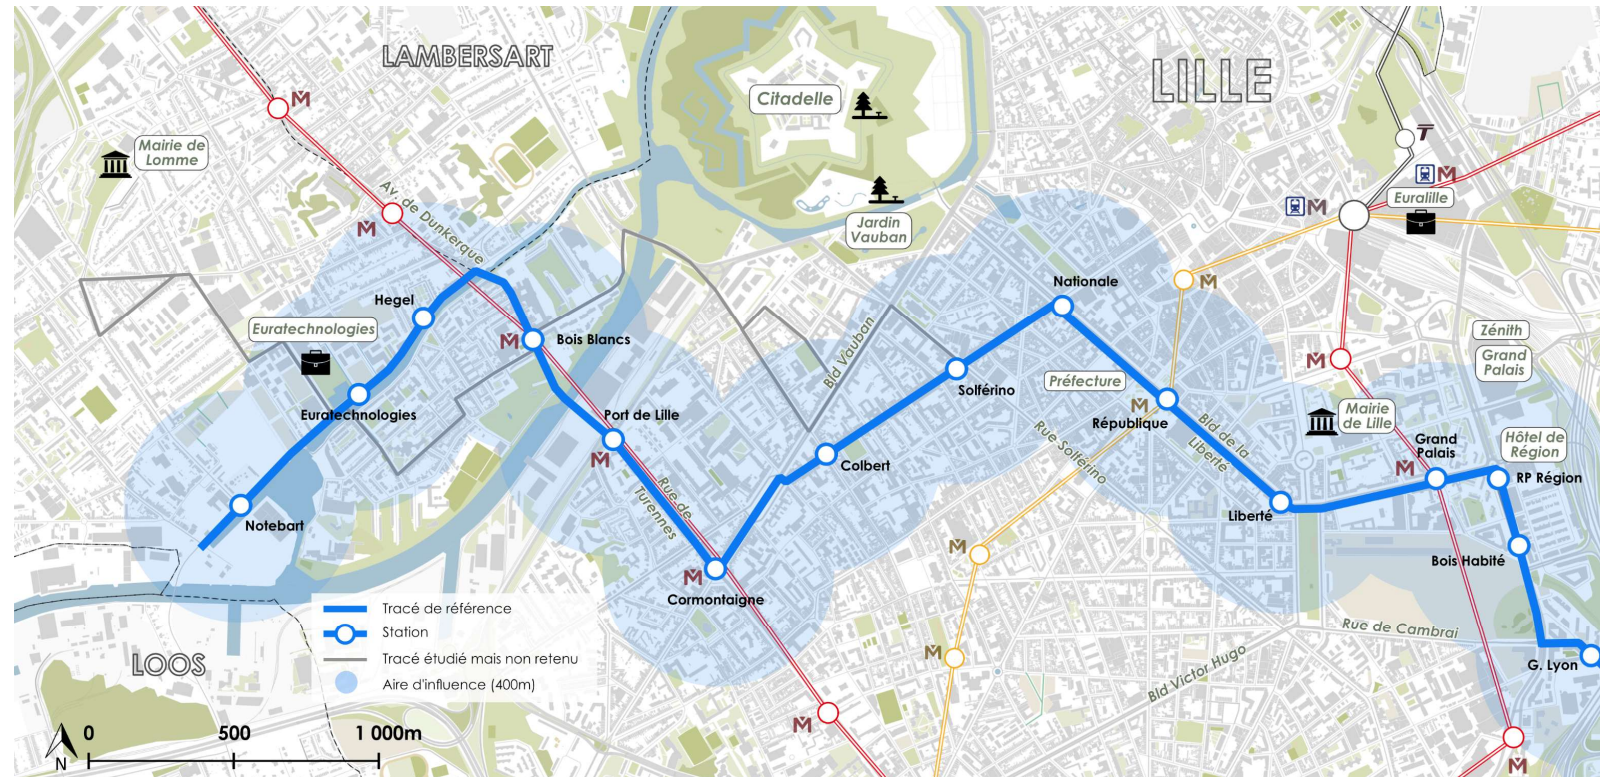 LAMBERSART
LILLE
Citadelle
M
T
Mairie de
Lomme
M
M
Euralille
Av. de Dunkerque
M
Jardin
Vauban
M
Nationale
M
Hegel
Euratechnologies
Bois Blancs
M
Bld Vauban
Zénith
Grand
Palais
M
Solférino
Préfecture
M
République
Euratechnologies
Port de Lille
M
Mairie
de Lille
Bld de la
Liberté
Rue Solférino
Grand
Palais
M
Hôtel de
Région
Colbert
RP Région
Rue de
Turennes
Notebart
Liberté
M
Bois Habité
M
Cormontaigne
Tracé de référence
Station
Tracé étudié mais non retenu
Aire d'influence (400m)
Rue de Cambrai
M
Bld Victor Hugo
G. Lyon
LOOS
M
N
0
500
1 000m
M